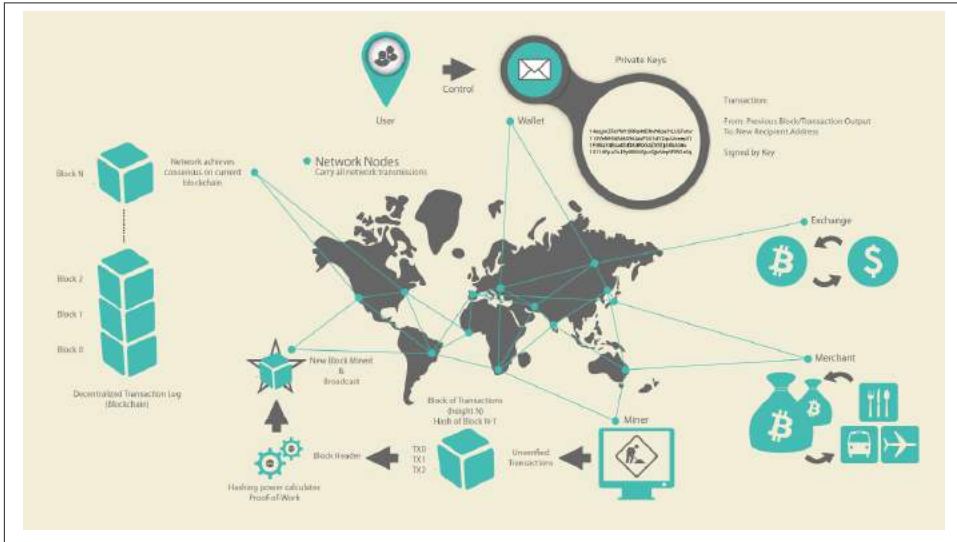 User
Control
Private Keys
Wallet
Transaction:
From: Previous Block/Transaction Output
To: New Recipient Address
Signed by Key
Block N
Network achieves
consensus on current
blockchain
Network Nodes
Carry all network transmissions
Exchange
Block 2
Block 1
Block 0
Decentralized Transaction Log
(Blockchain)
New Block Mined
&
Broadcast
Merchant
Block of Transactions
(height N)
Hash of Block N-1
Miner
Unverified
Transactions
TX0
TX1
TX2
Block Header
Hashing power calculates
Proof-of-Work